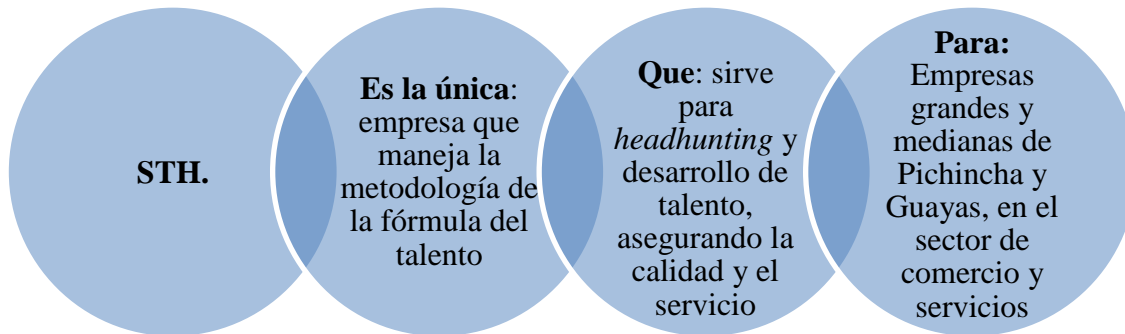 STH.
Es la única:
empresa que
maneja la
metodología de
la fórmula del
talento
Que: sirve
para
headhunting y
desarrollo de
talento,
asegurando la
calidad y el
servicio
Para:
Empresas
grandes y
medianas de
Pichincha y
Guayas, en el
sector de
comercio y
servicios